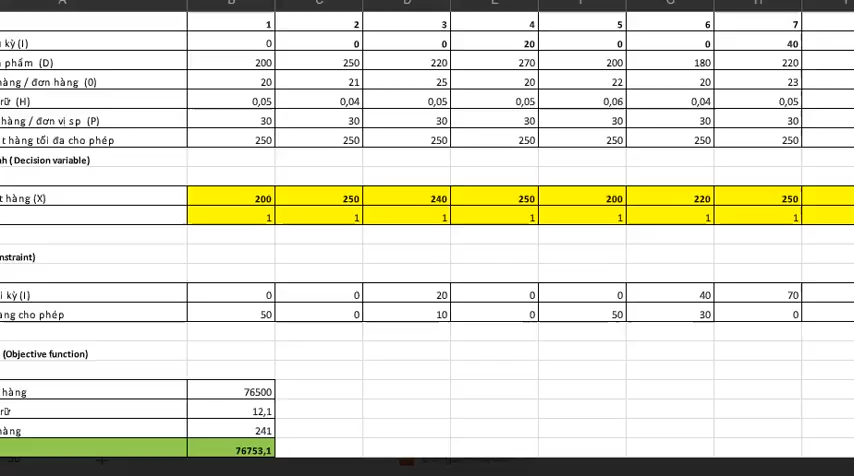 1 2 3 4 5 6 7
kỳ (I) 0 0 0 20 0 0 40
phẩm (D) 200 250 220 270 200 180 220
hàng / đơn hàng (0) 20 21 25 20 22 20 23
rữ (H) 0,05 0,04 0,05 0,05 0,06 0,04 0,05
hàng / đơn vị sp (P) 30 30 30 30 30 30 30
t hàng tối đa cho phép 250 250 250 250 250 250 250
nh ( Decision variable)
t hàng (X) 200 250 240 250 200 220 250
1 1 1 1 1 1 1
nstraint)
i kỳ (I) 0 0 20 0 0 40 70
àng cho phép 50 0 10 0 50 30 0
(Objective function)
hàng 76500
rữ 12,1
hàng 241
76753,1